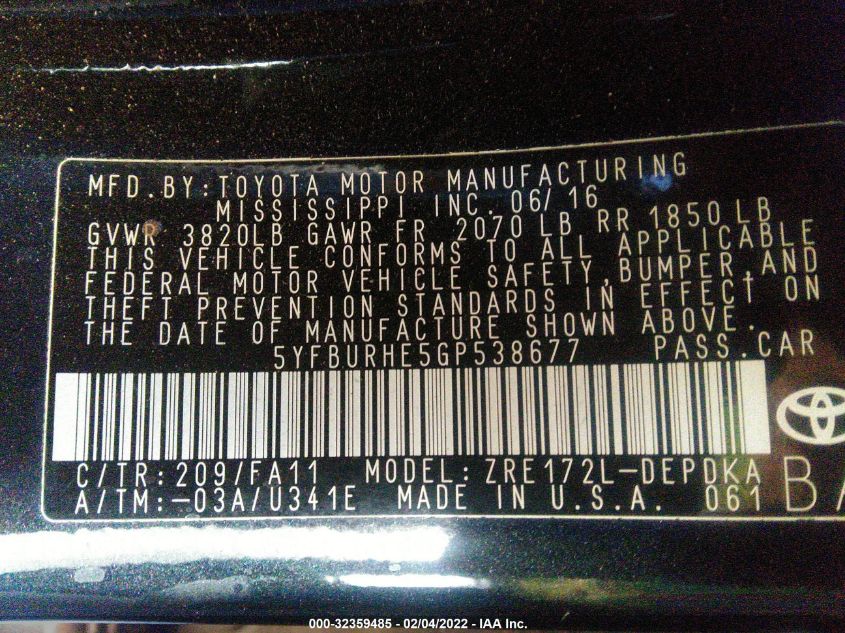 MFD.BY:TOYOTA MOTOR MANUFACTURING
MISSISSIPPI INC. 06/16
GVWR 3820LB GAWR FR 2070 LB RR 1850 LB
THIS VEHICLE CONFORMS TO ALL APPLICABLE
FEDERAL MOTOR VEHICLE SAFETY,BUMPER,AND
THEFT PREVENTION STANDARDS IN EFFECT ON
THE DATE OF MANUFACTURE SHOWN ABOVE.
5YFBURHE5GP538677 PASS.CAR
C/TR:209/FA11 MODEL:ZRE172L-DEPDKA
A/TM:-03A/U341E MADE IN U.S.A. 061
000-32359485 - 02/04/2022 - IAA Inc.